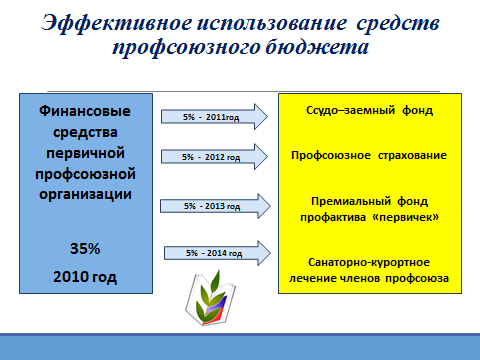 Эффективное использование средств
профсоюзного бюджета
Финансовые
средства
первичной
профсоюзной
организации
35%
2010 год
5% - 2011год
5% - 2012 год
5% - 2013 год
5% - 2014 год
Ссудо–заемный фонд
Профсоюзное страхование
Премиальный фонд
профактива «первичек»
Санаторно-курортное
лечение членов профсоюза